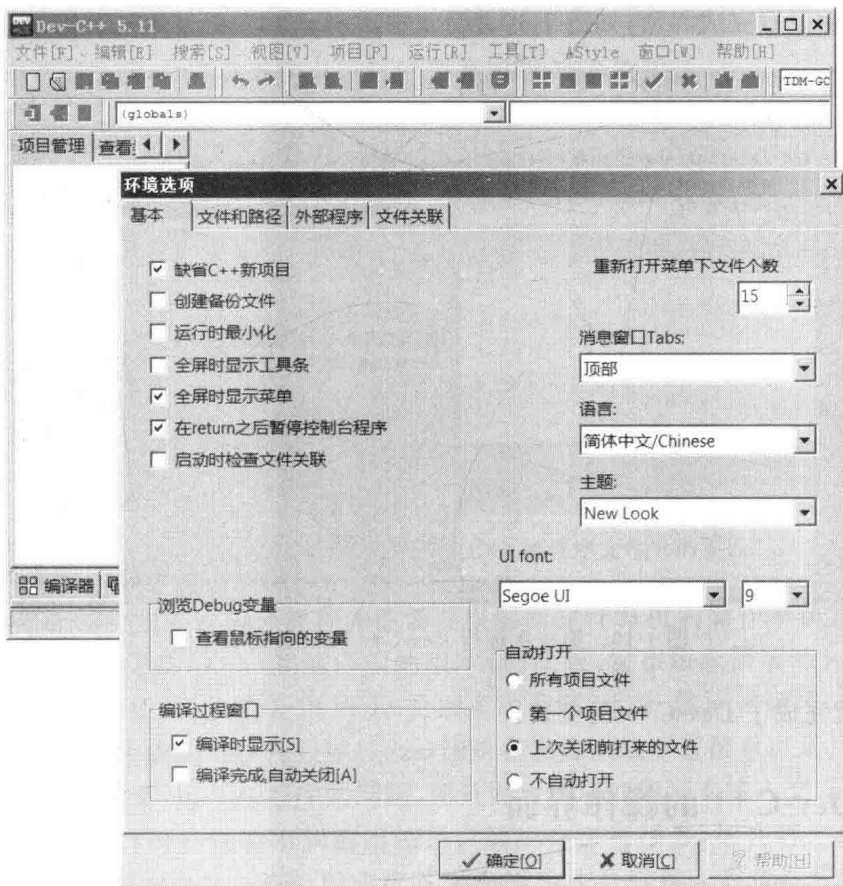 Dev-C++ 5.11
文件[F] 编辑[E] 搜索[S] 视图[V] 项目[P] 运行[R] 工具[T] AStyle 窗口[W] 帮助[H]
TDM-GC
(globals)
项目管理 查看
环境选项
基本 文件和路径 外部程序 文件关联
缺省C++新项目
创建备份文件
运行时最小化
全屏时显示工具条
全屏时显示菜单
在return之后暂停控制台程序
启动时检查文件关联
重新打开菜单下文件个数
15
消息窗口Tabs:
顶部
语言:
简体中文/Chinese
主题:
New Look
UI font:
Segoe UI 9
编译器
浏览Debug变量
查看鼠标指向的变量
编译过程窗口
编译时显示[S]
编译完成,自动关闭[A]
自动打开
所有项目文件
第一个项目文件
上次关闭前打来的文件
不自动打开
确定[O] 取消[C] 帮助[H]